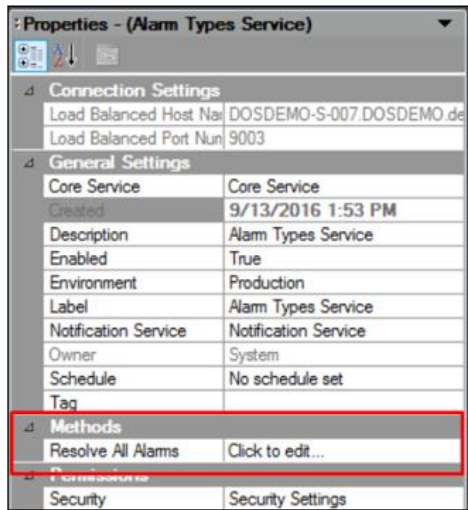 Properties - (Alarm Types Service)
Connection Settings
Load Balanced Host Nar DOSDEMO-S-007.DOSDEMO.de
Load Balanced Port Nun 9003
General Settings
Core Service Core Service
Created 9/13/2016 1:53 PM
Description Alarm Types Service
Enabled True
Environment Production
Label Alarm Types Service
Notification Service Notification Service
Owner System
Schedule No schedule set
Tag
Methods
Resolve All Alarms Click to edit...
Permissions
Security Security Settings